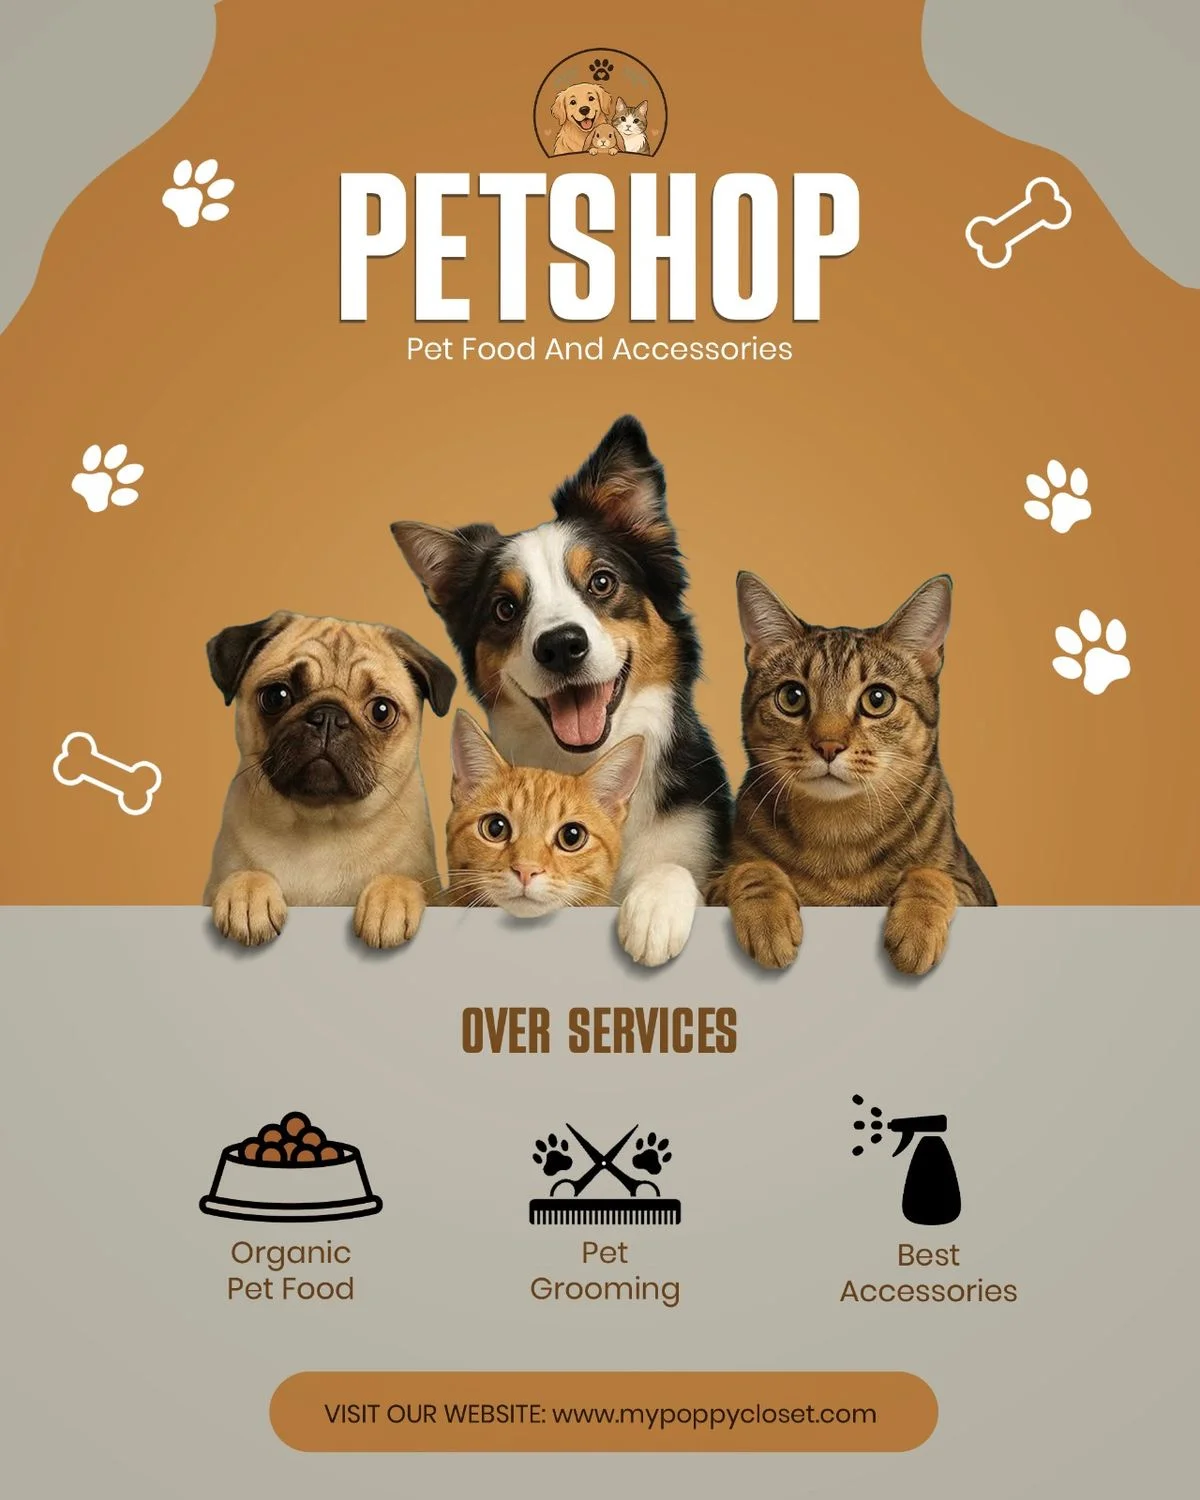 PETSHOP
Pet Food And Accessories
OVER SERVICES
Organic
Pet Food
Pet
Grooming
Best
Accessories
VISIT OUR WEBSITE: www.mypoppycloset.com